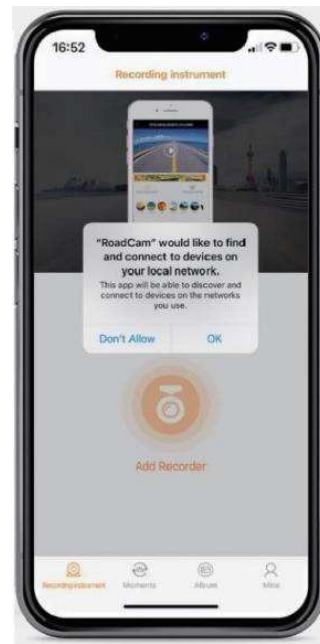 16:52
Recording instrument
"RoadCam" would like to find
and connect to devices on
your local network.
This app will be able to discover and
connect to devices on the networks
you use.
Don't Allow
OK
Add Recorder
Recording instrument
Moments
Album
Mine